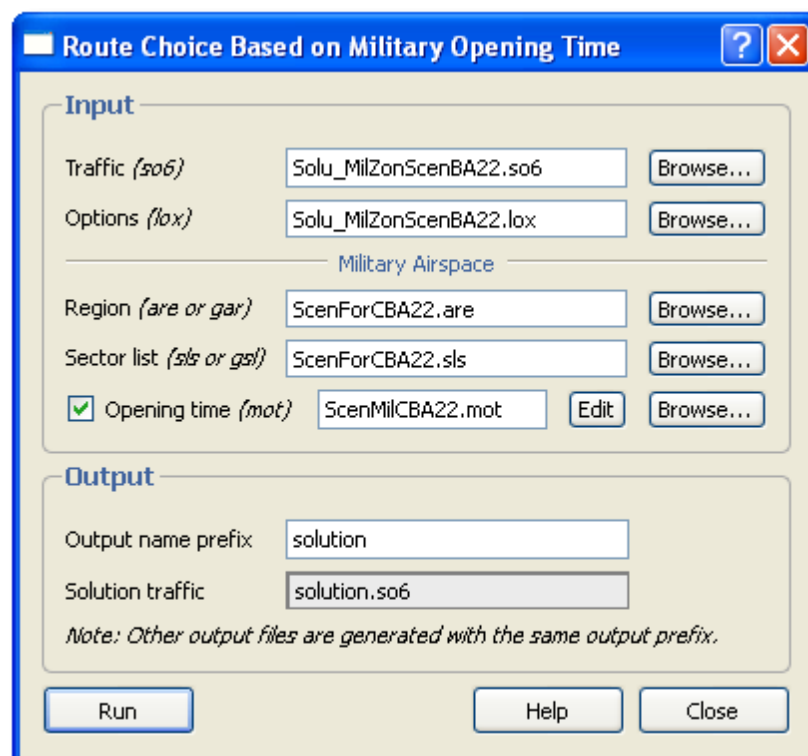 Route Choice Based on Military Opening Time
Input
Traffic (so6) Solu_MilZonScenBA22.so6 Browse...
Options (lox) Solu_MilZonScenBA22.lox Browse...
Military Airspace
Region (are or gar) ScenForCBA22.are Browse...
Sector list (sls or gsl) ScenForCBA22.sls Browse...
Opening time (mot) ScenMilCBA22.mot Edit Browse...
Output
Output name prefix solution
Solution traffic solution.so6
Note: Other output files are generated with the same output prefix.
Run Help Close